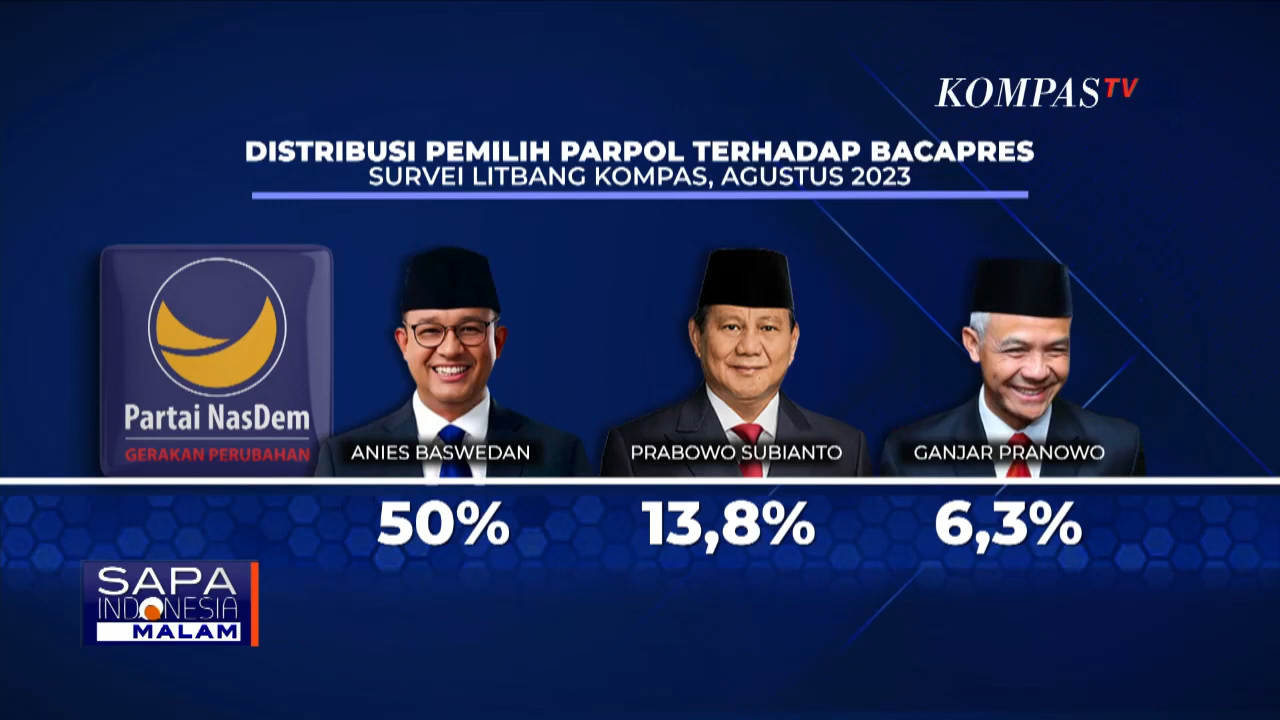 KOMPASTV
DISTRIBUSI PEMILIH PARPOL TERHADAP BACAPRES
SURVEI LITBANG KOMPAS, AGUSTUS 2023
Partai NasDem
GERAKAN PERUBAHAN
ANIES BASWEDAN
PRABOWO SUBIANTO
GANJAR PRANOWO
50%
13,8%
6,3%
SAPA
INDONESIA
MALAM